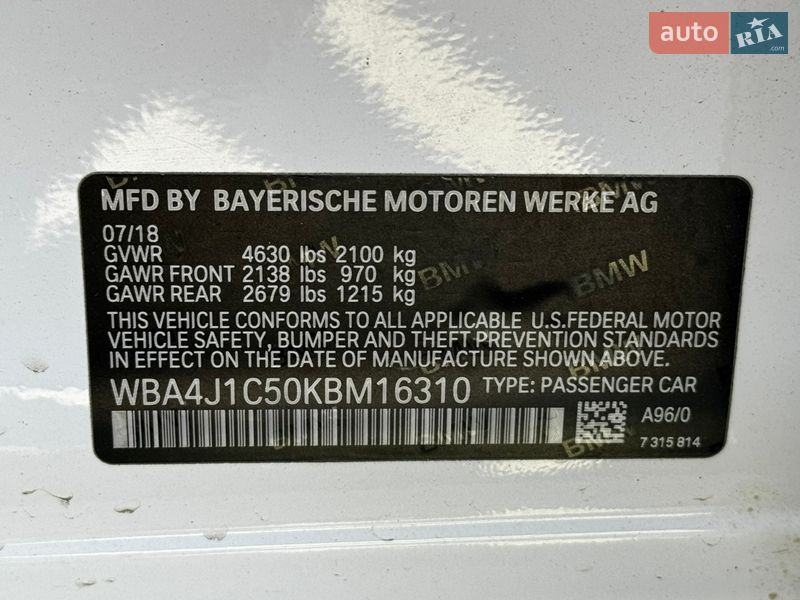 auto RIA .com
MFD BY BAYERISCHE MOTOREN WERKE AG
07/18
GVWR 4630 lbs 2100 kg
GAWR FRONT 2138 lbs 970 kg
GAWR REAR 2679 lbs 1215 kg
THIS VEHICLE CONFORMS TO ALL APPLICABLE U.S.FEDERAL MOTOR
VEHICLE SAFETY, BUMPER AND THEFT PREVENTION STANDARDS
IN EFFECT ON THE DATE OF MANUFACTURE SHOWN ABOVE.
WBA4J1C50KBM16310 TYPE: PASSENGER CAR
A96/0
7 315 814
BMW
BMW